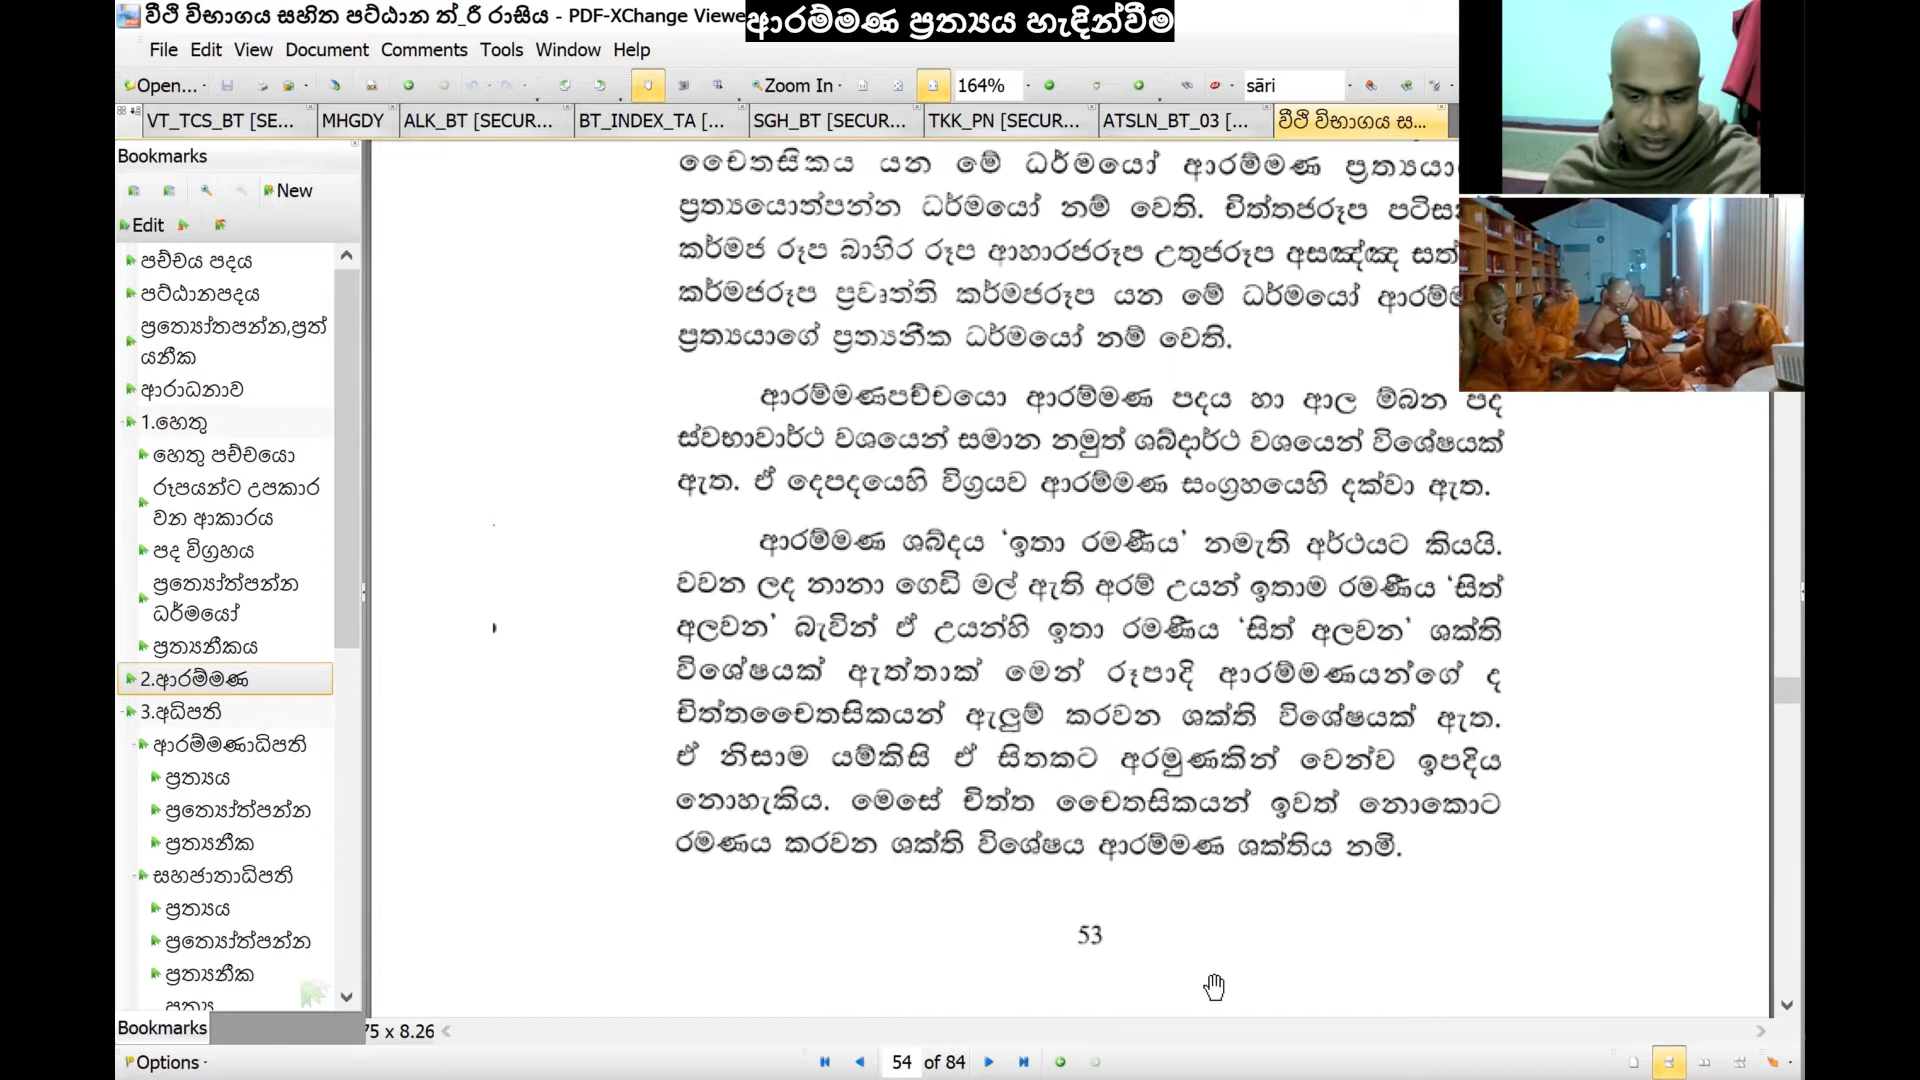 වීථි විභාගය සහිත පට්ඨාන ත්_රී රාසිය - PDF-XChange Viewe
ආරම්මණ ප්‍රත්‍යය හැඳින්වීම
File Edit View Document Comments Tools Window Help
Open... Zoom In 164% sāri
VT_TCS_BT [SE... MHGDY ALK_BT [SECUR... BT_INDEX_TA [... SGH_BT [SECUR... TKK_PN [SECUR... ATSLN_BT_03 [... වීථි විභාගය ස...
Bookmarks
New
Edit
පච්චය පදය
පට්ඨානපදය
ප්‍රත්‍යෝතපන්න,ප්‍රත්
යනීක
ආරාධනාව
1.හෙතු
හෙතු පච්චයො
රූපයන්ට උපකාර
වන ආකාරය
පද විග්‍රහය
ප්‍රත්‍යෝත්පන්න
ධර්මයෝ
ප්‍රත්‍යනීකය
2.ආරම්මණ
3.අධිපති
ආරම්මණාධිපති
ප්‍රත්‍යය
ප්‍රත්‍යෝත්පන්න
ප්‍රත්‍යනීක
සහජාතාධිපති
ප්‍රත්‍යය
ප්‍රත්‍යෝත්පන්න
ප්‍රත්‍යනීක
Bookmarks
Options
චෛතසිකය යන මේ ධර්මයෝ ආරම්මණ ප්‍රත්‍යයා
ප්‍රත්‍යයොත්පන්න ධර්මයෝ නම් වෙති. චිත්තජරූප පටිස
කර්මජ රූප බාහිර රූප ආහාරජරූප උතුජරූප අසඤ්ඤ සත්
කර්මජරූප ප්‍රවෘත්ති කර්මජරූප යන මේ ධර්මයෝ ආරම්ම
ප්‍රත්‍යයාගේ ප්‍රත්‍යනීක ධර්මයෝ නම් වෙති.
ආරම්මණපච්චයො ආරම්මණ පදය හා ආල ම්බන පද
ස්වභාවාර්ථ වශයෙන් සමාන නමුත් ශබ්දාර්ථ වශයෙන් විශේෂයක්
ඇත. ඒ දෙපදයෙහි විග්‍රයව ආරම්මණ සංග්‍රහයෙහි දක්වා ඇත.
ආරම්මණ ශබ්දය ‘ඉතා රමණීය’ නමැති අර්ථයට කියයි.
වවන ලද නානා ගෙඩි මල් ඇති අරම් උයන් ඉතාම රමණීය ‘සිත්
අලවන’ බැවින් ඒ උයන්හි ඉතා රමණීය ‘සිත් අලවන’ ශක්ති
විශේෂයක් ඇත්තාක් මෙන් රූපාදි ආරම්මණයන්ගේ ද
චිත්තචෛතසිකයන් ඇලුම් කරවන ශක්ති විශේෂයක් ඇත.
ඒ නිසාම යම්කිසි ඒ සිතකට අරමුණකින් වෙන්ව ඉපදිය
නොහැකිය. මෙසේ චිත්ත චෛතසිකයන් ඉවත් නොකොට
රමණය කරවන ශක්ති විශේෂය ආරම්මණ ශක්තිය නමි.
53
75 x 8.26
54 of 84